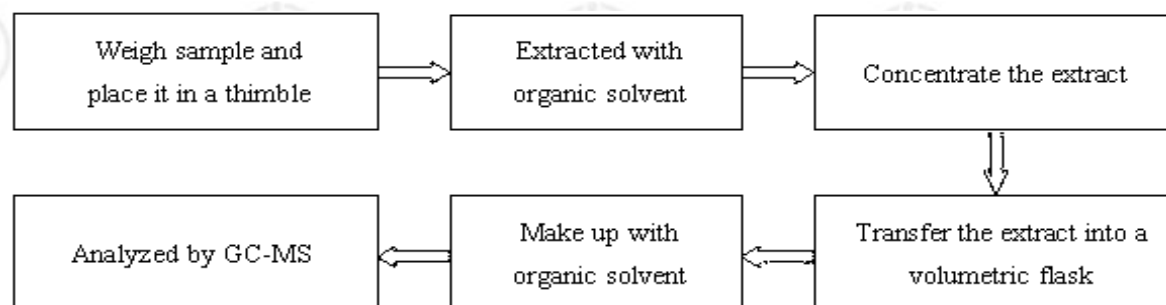 Weigh sample and
place it in a thimble
Extracted with
organic solvent
Concentrate the extract
Transfer the extract into a
volumetric flask
Make up with
organic solvent
Analyzed by GC-MS